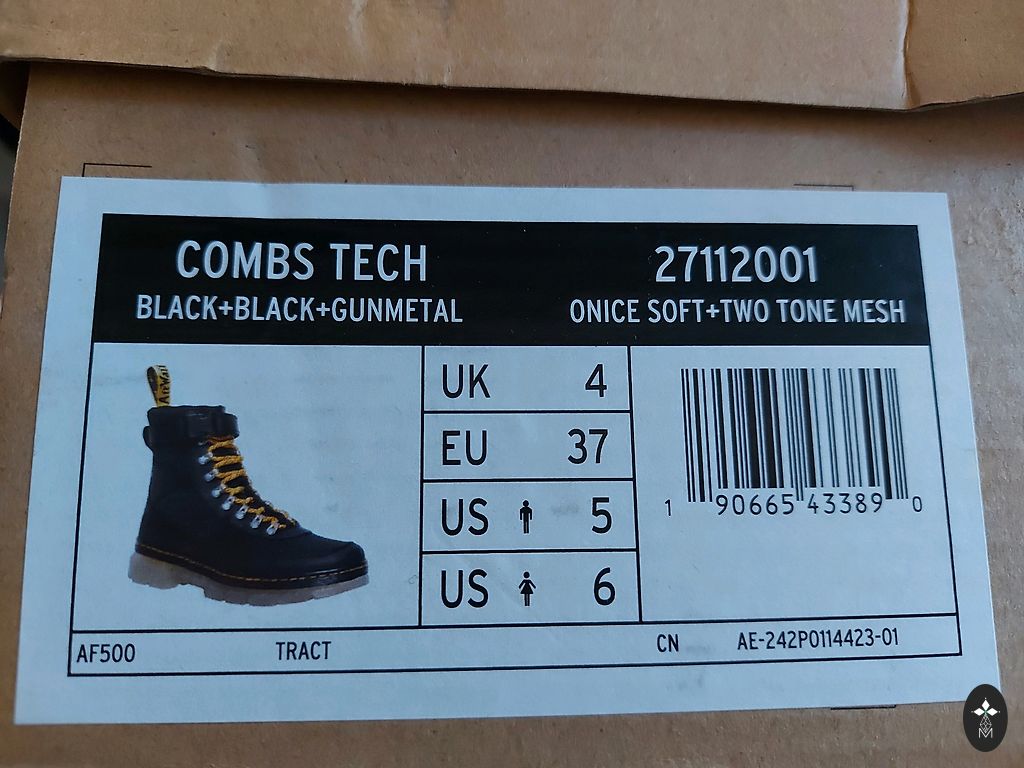 COMBS TECH
27112001
BLACK+BLACK+GUNMETAL
ONICE SOFT+TWO TONE MESH
UK 4
EU 37
US 5
US 6
1 90665 43389 0
AF500
TRACT
CN
AE-242P0114423-01
M